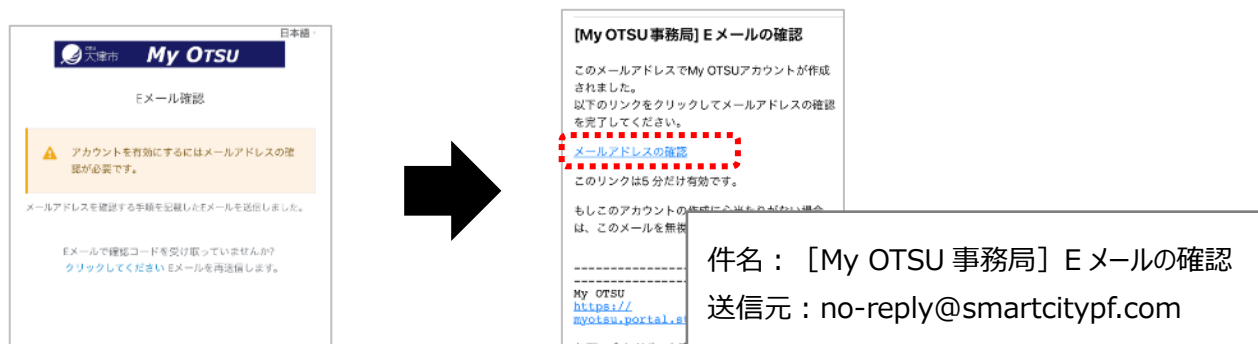 日本語
大津市 My OTSU
Eメール確認
アカウントを有効にするにはメールアドレスの確
認が必要です。
メールアドレスを確認する手順を記載したEメールを送信しました。
Eメールで確認コードを受け取っていませんか?
クリックしてください Eメールを再送信します。
[My OTSU 事務局] E メールの確認
このメールアドレスでMy OTSUアカウントが作成
されました。
以下のリンクをクリックしてメールアドレスの確認
を完了してください。
メールアドレスの確認
このリンクは5 分だけ有効です。
もしこのアカウントの作成に心当たりがない場合
は、このメールを無視
My OTSU
https://
myotsu.portal.s
件名：［My OTSU 事務局］E メールの確認
送信元：no-reply@smartcitypf.com